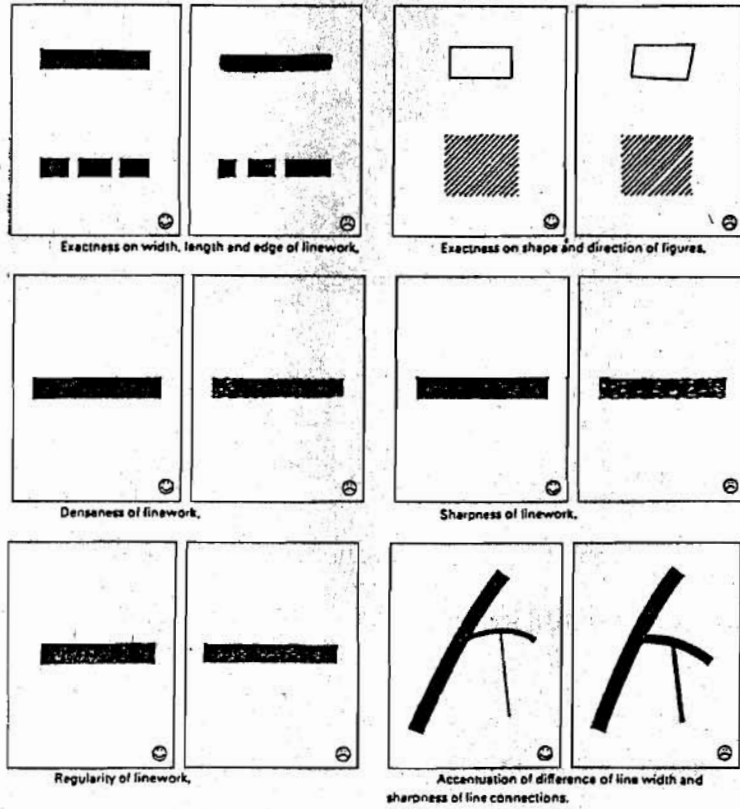 Exactness on width, length and edge of linework,
Exactness on shape and direction of figures,
Denseness of linework,
Sharpness of linework,
Regularity of linework,
Accentuation of difference of line width and
sharpness of line connections.